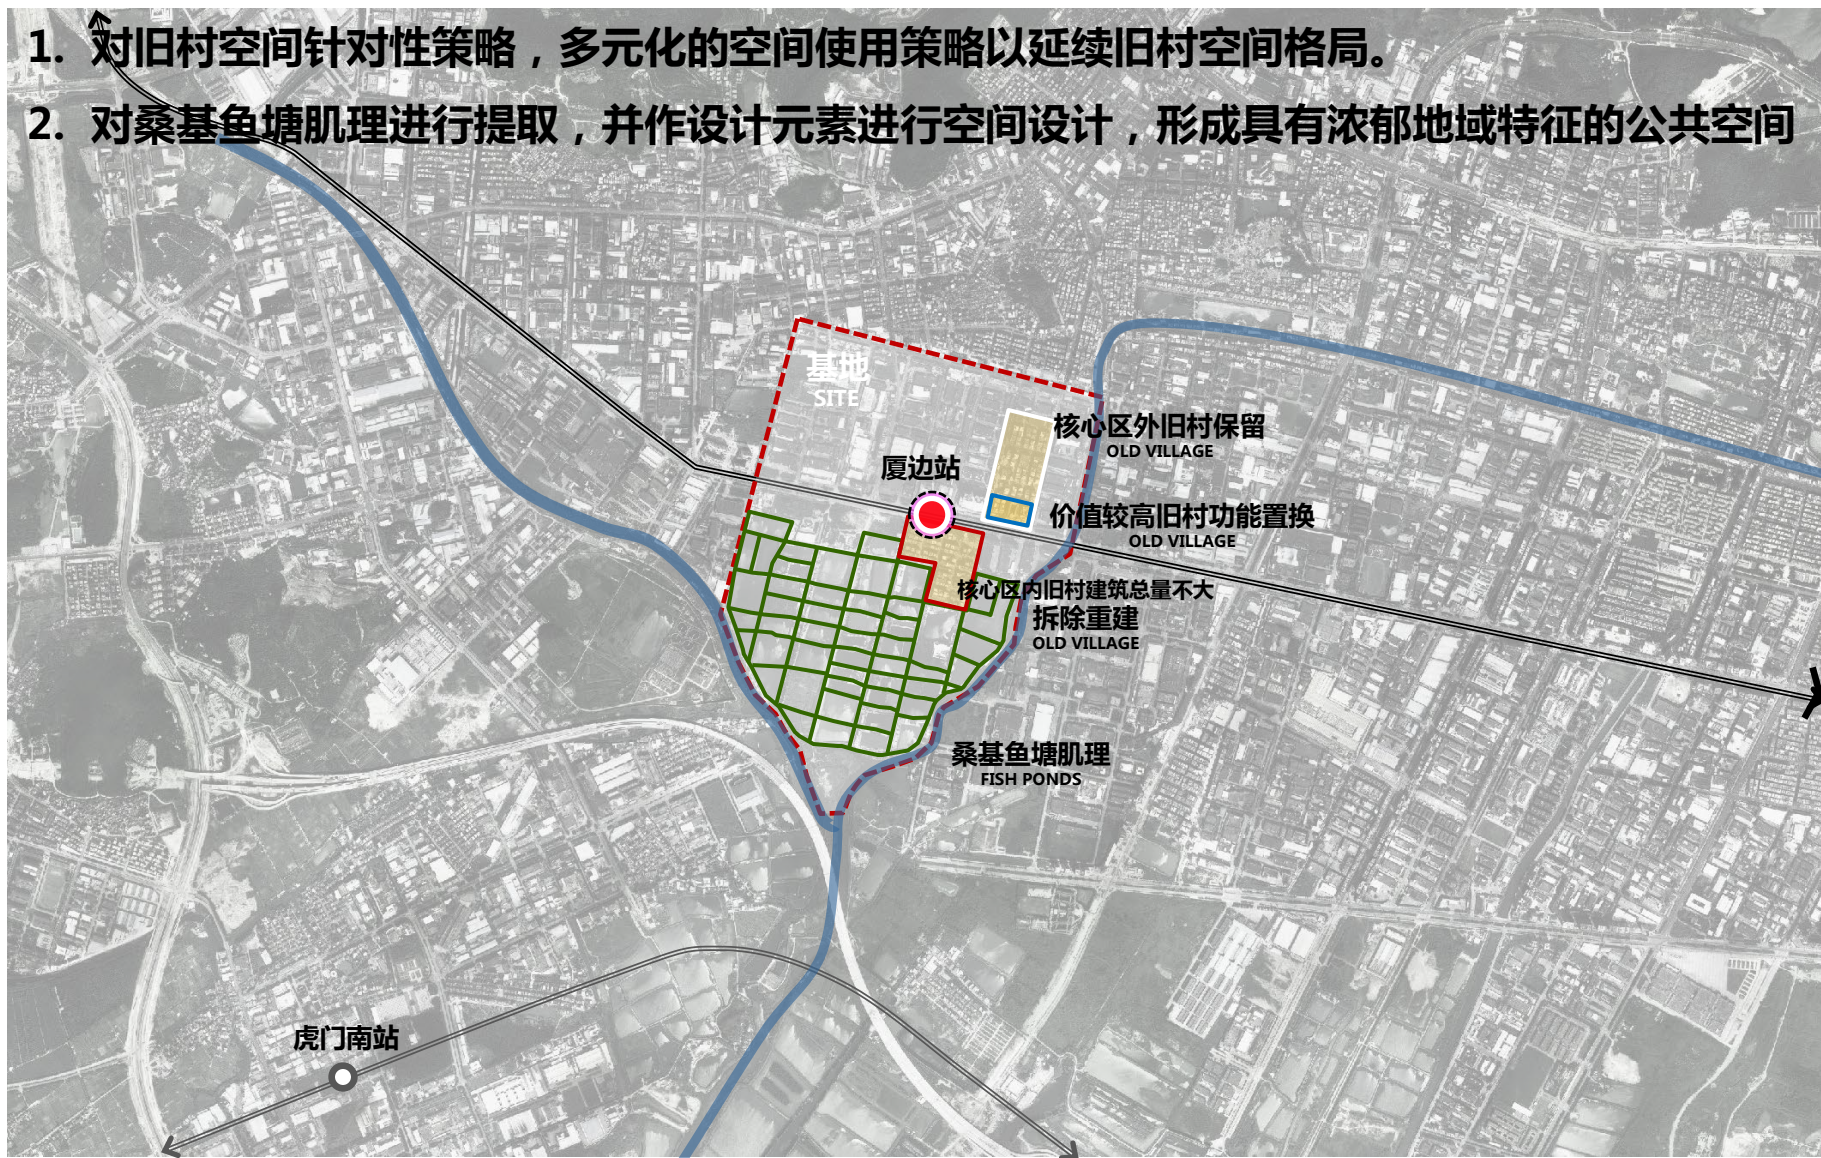 1. 对旧村空间针对性策略，多元化的空间使用策略以延续旧村空间格局。
2. 对桑基鱼塘肌理进行提取，并作设计元素进行空间设计，形成具有浓郁地域特征的公共空间
基地
SITE
核心区外旧村保留
OLD VILLAGE
厦边站
价值较高旧村功能置换
OLD VILLAGE
核心区内旧村建筑总量不大
拆除重建
OLD VILLAGE
桑基鱼塘肌理
FISH PONDS
虎门南站